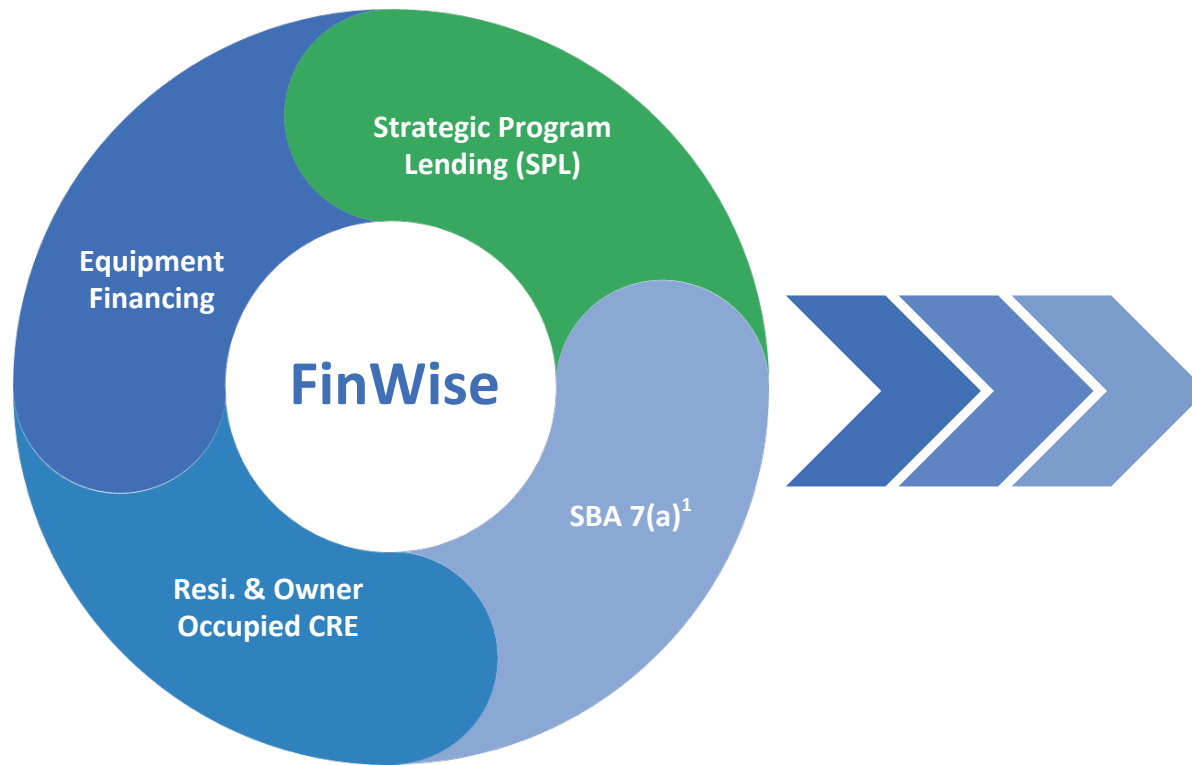 Strategic Program
Lending (SPL)
Equipment
Financing
FinWise
SBA 7(a)¹
Resi. & Owner
Occupied CRE